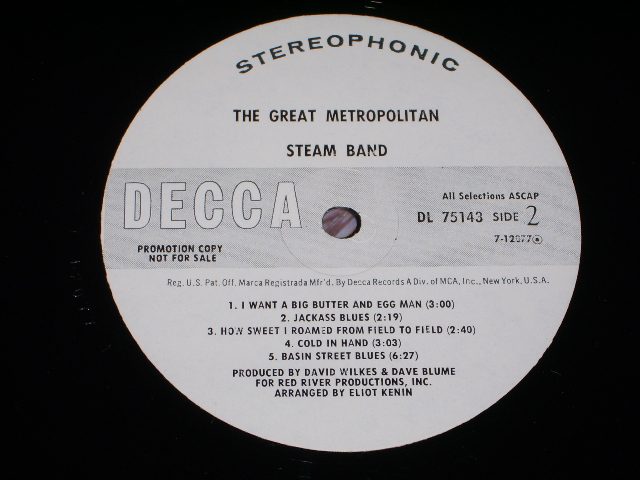 STEREOPHONIC
THE GREAT METROPOLITAN
STEAM BAND
DECCA
All Selections ASCAP
DL 75143 SIDE 2
7-12077
PROMOTION COPY
NOT FOR SALE
Reg. U.S. Pat. Off. Marca Registrada Mfr'd. By Decca Records A Div. of MCA, Inc., New York, U.S.A.
1. I WANT A BIG BUTTER AND EGG MAN (3:00)
2. JACKASS BLUES (2:19)
3. HOW SWEET I ROAMED FROM FIELD TO FIELD (2:40)
4. COLD IN HAND (3:03)
5. BASIN STREET BLUES (6:27)
PRODUCED BY DAVID WILKES & DAVE BLUME
FOR RED RIVER PRODUCTIONS, INC.
ARRANGED BY ELIOT KENIN